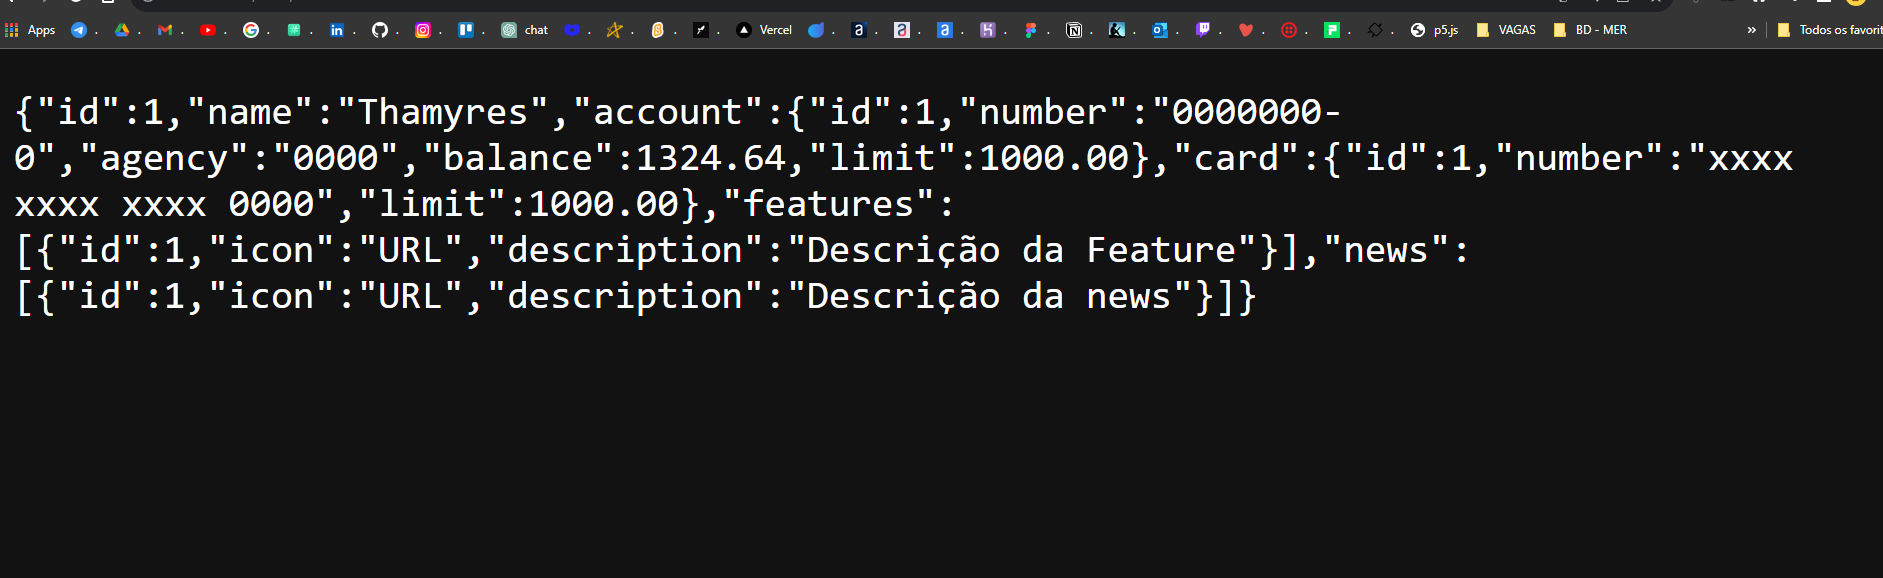 Apps . . . . . . . . . . . chat . . . . Vercel . . . . . . . . . . . . . . . p5.js VAGAS BD - MER » Todos os favorit
{"id":1,"name":"Thamyres","account":{"id":1,"number":"0000000-
0","agency":"0000","balance":1324.64,"limit":1000.00},"card":{"id":1,"number":"xxxx
xxxx xxxx 0000","limit":1000.00},"features":
[{"id":1,"icon":"URL","description":"Descrição da Feature"}],"news":
[{"id":1,"icon":"URL","description":"Descrição da news"}]}